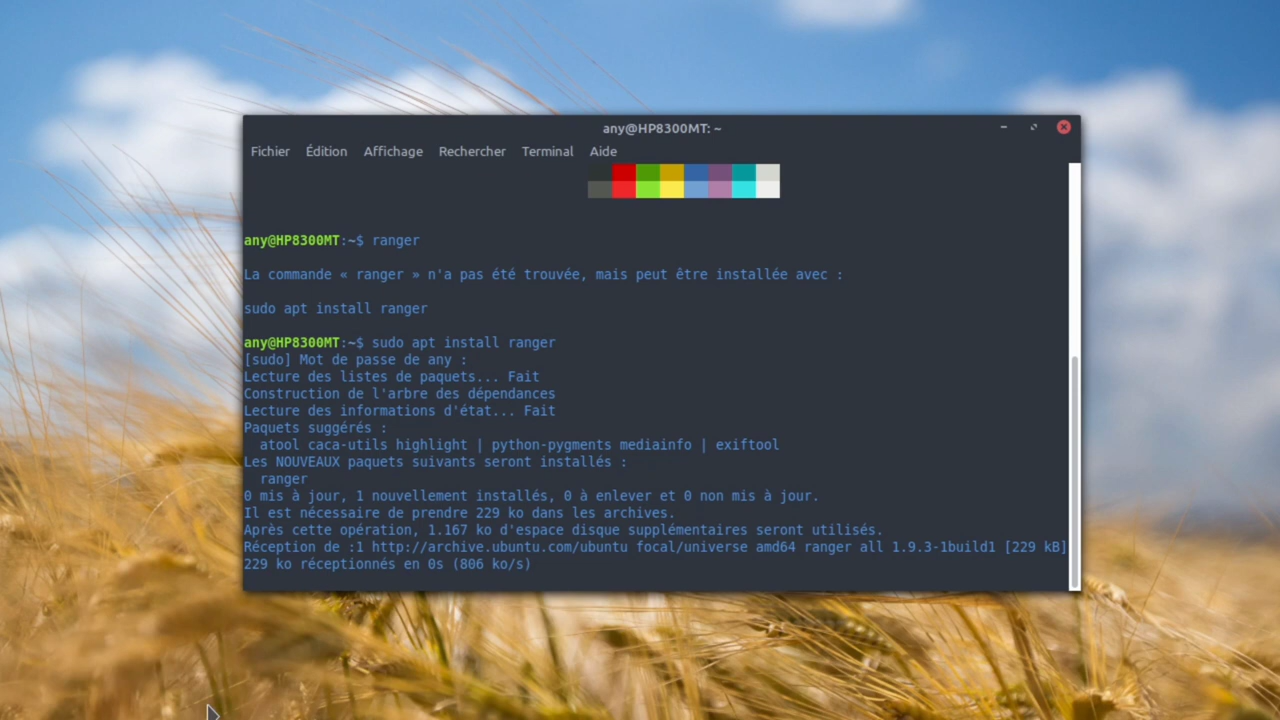 any@HP8300MT: ~
Fichier Édition Affichage Rechercher Terminal Aide
any@HP8300MT:~$ ranger
La commande « ranger » n'a pas été trouvée, mais peut être installée avec :
sudo apt install ranger
any@HP8300MT:~$ sudo apt install ranger
[sudo] Mot de passe de any :
Lecture des listes de paquets... Fait
Construction de l'arbre des dépendances
Lecture des informations d'état... Fait
Paquets suggérés :
atool caca-utils highlight | python-pygments mediainfo | exiftool
Les NOUVEAUX paquets suivants seront installés :
ranger
0 mis à jour, 1 nouvellement installés, 0 à enlever et 0 non mis à jour.
Il est nécessaire de prendre 229 ko dans les archives.
Après cette opération, 1.167 ko d'espace disque supplémentaires seront utilisés.
Réception de :1 http://archive.ubuntu.com/ubuntu focal/universe amd64 ranger all 1.9.3-1build1 [229 kB]
229 ko réceptionnés en 0s (806 ko/s)